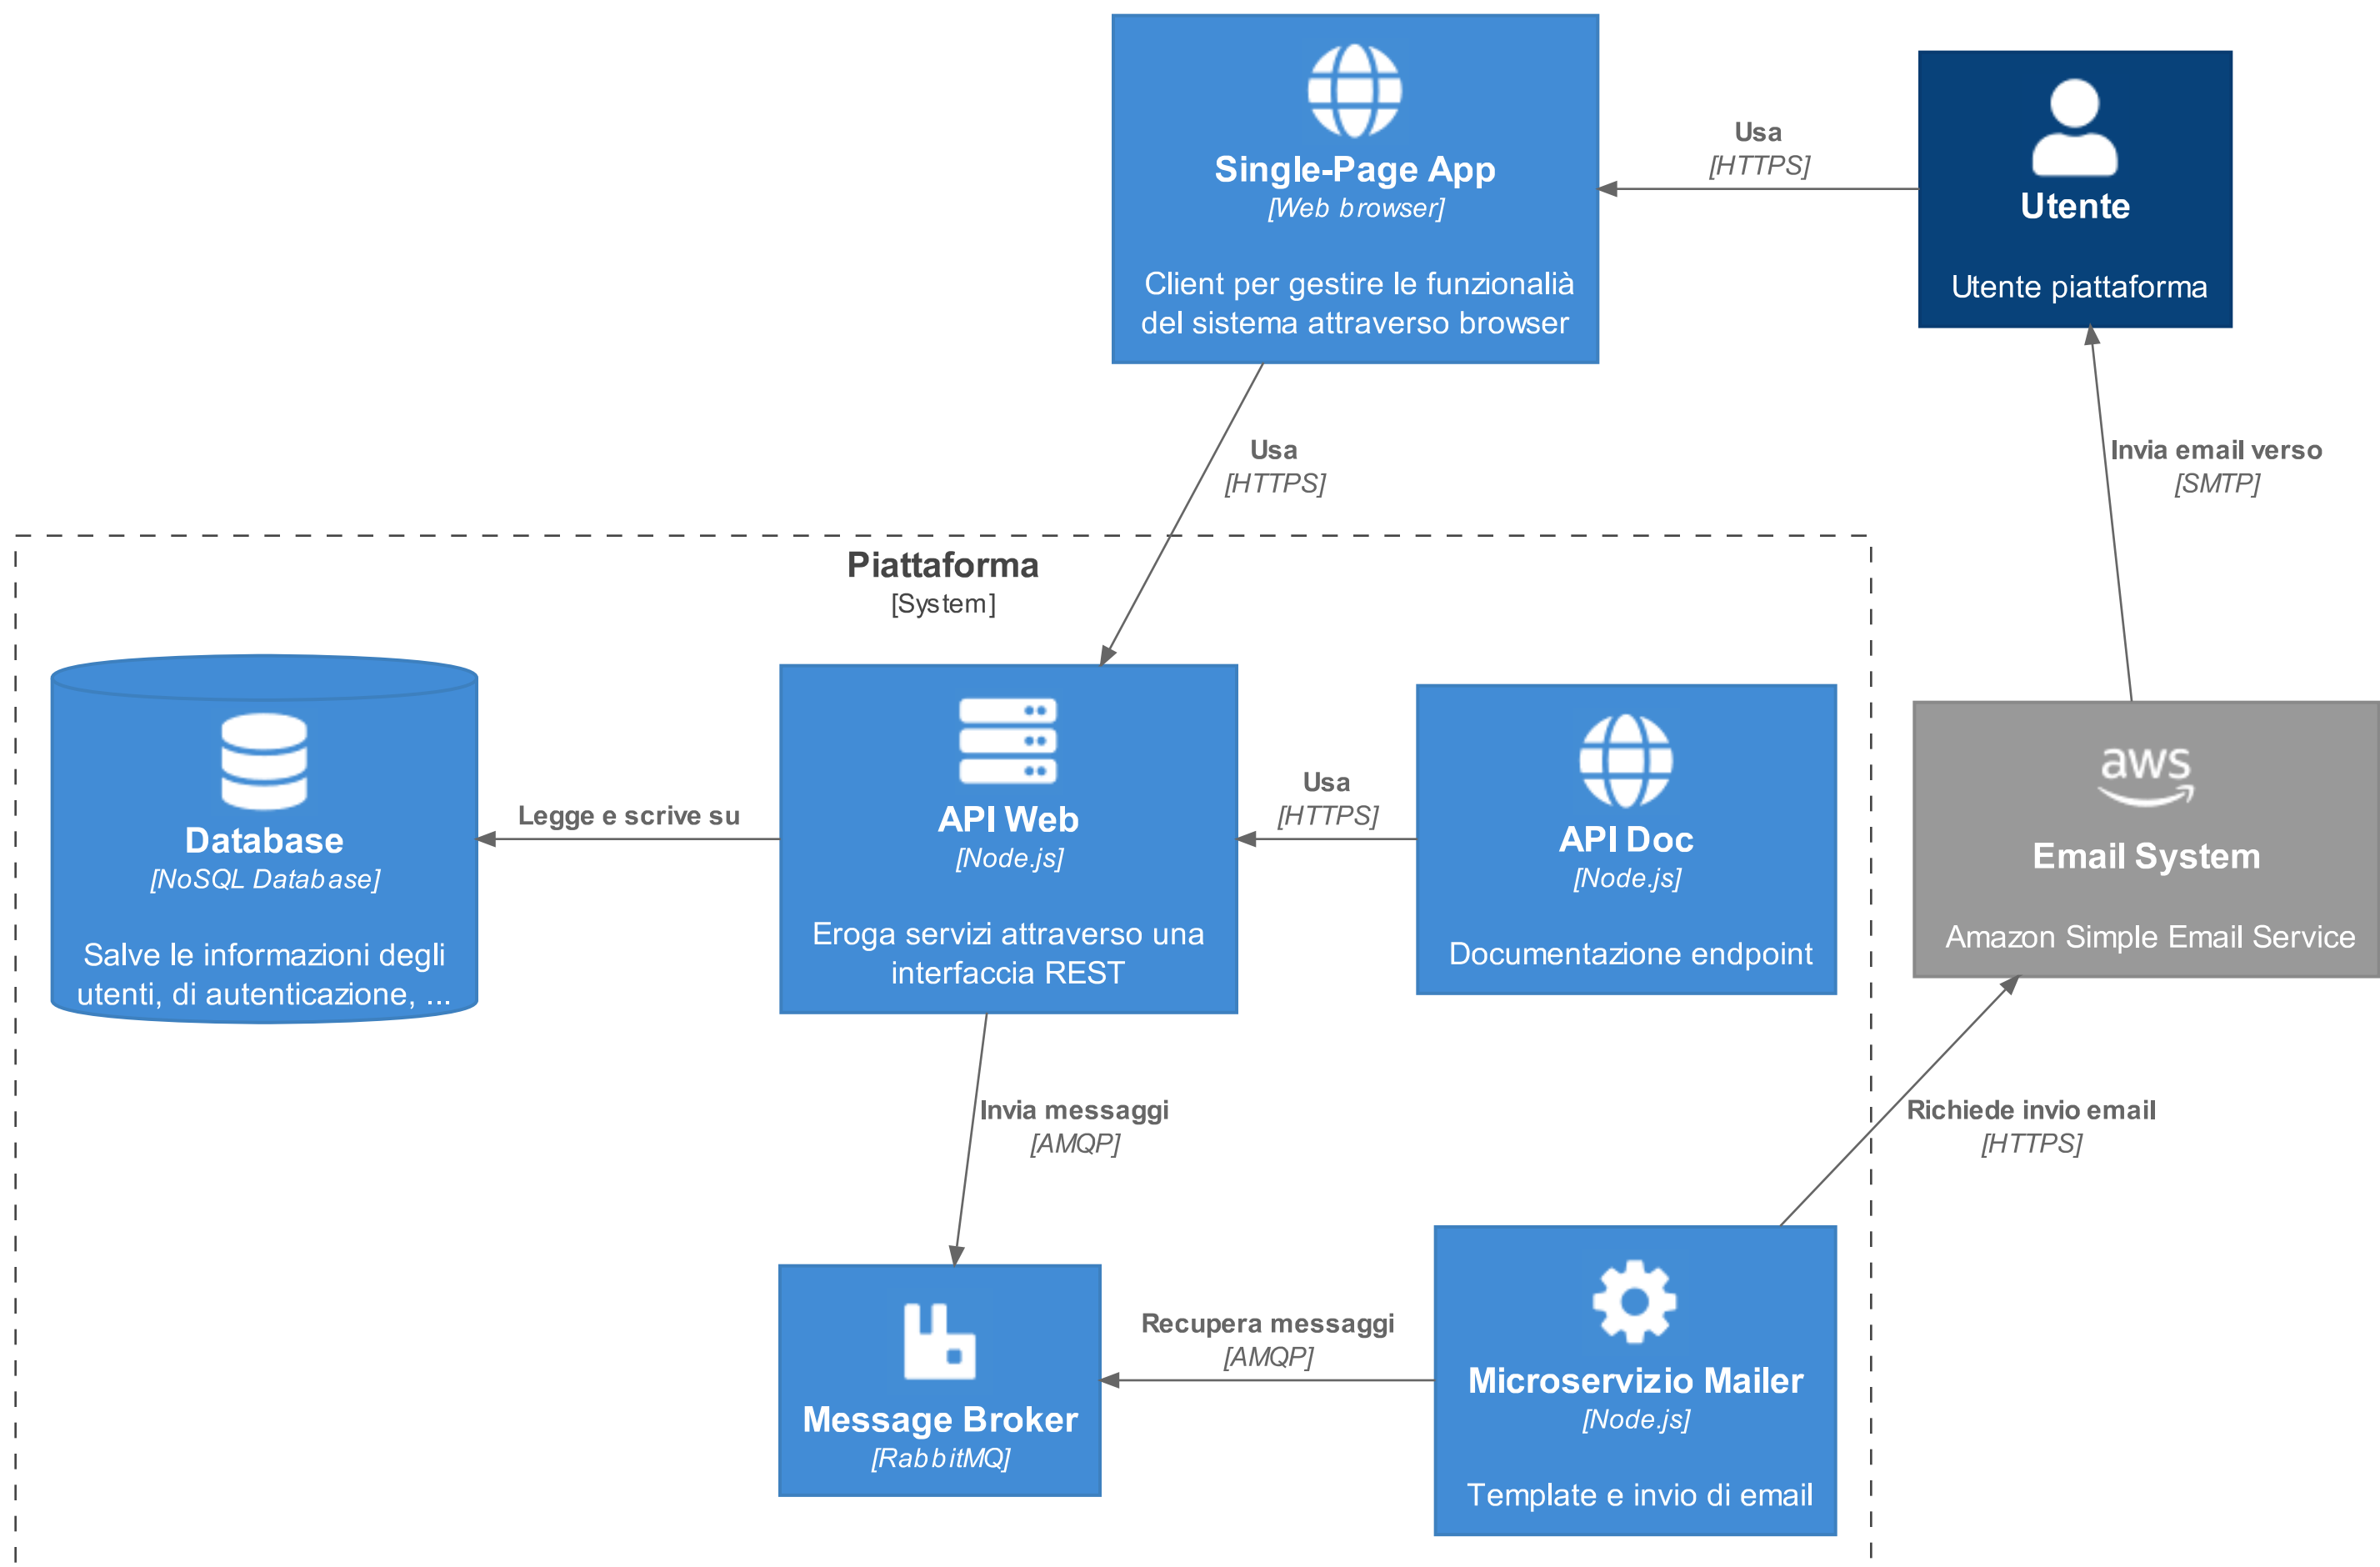 Single-Page App
[Web browser]
Client per gestire le funzionalià
del sistema attraverso browser
Usa
[HTTPS]
Utente
Utente piattaforma
Usa
[HTTPS]
Invia email verso
[SMTP]
Piattaforma
[System]
Database
[NoSQL Database]
Salve le informazioni degli
utenti, di autenticazione, ...
Legge e scrive su
API Web
[Node.js]
Eroga servizi attraverso una
interfaccia REST
Usa
[HTTPS]
API Doc
[Node.js]
Documentazione endpoint
aws
Email System
Amazon Simple Email Service
Invia messaggi
[AMQP]
Richiede invio email
[HTTPS]
Message Broker
[RabbitMQ]
Recupera messaggi
[AMQP]
Microservizio Mailer
[Node.js]
Template e invio di email